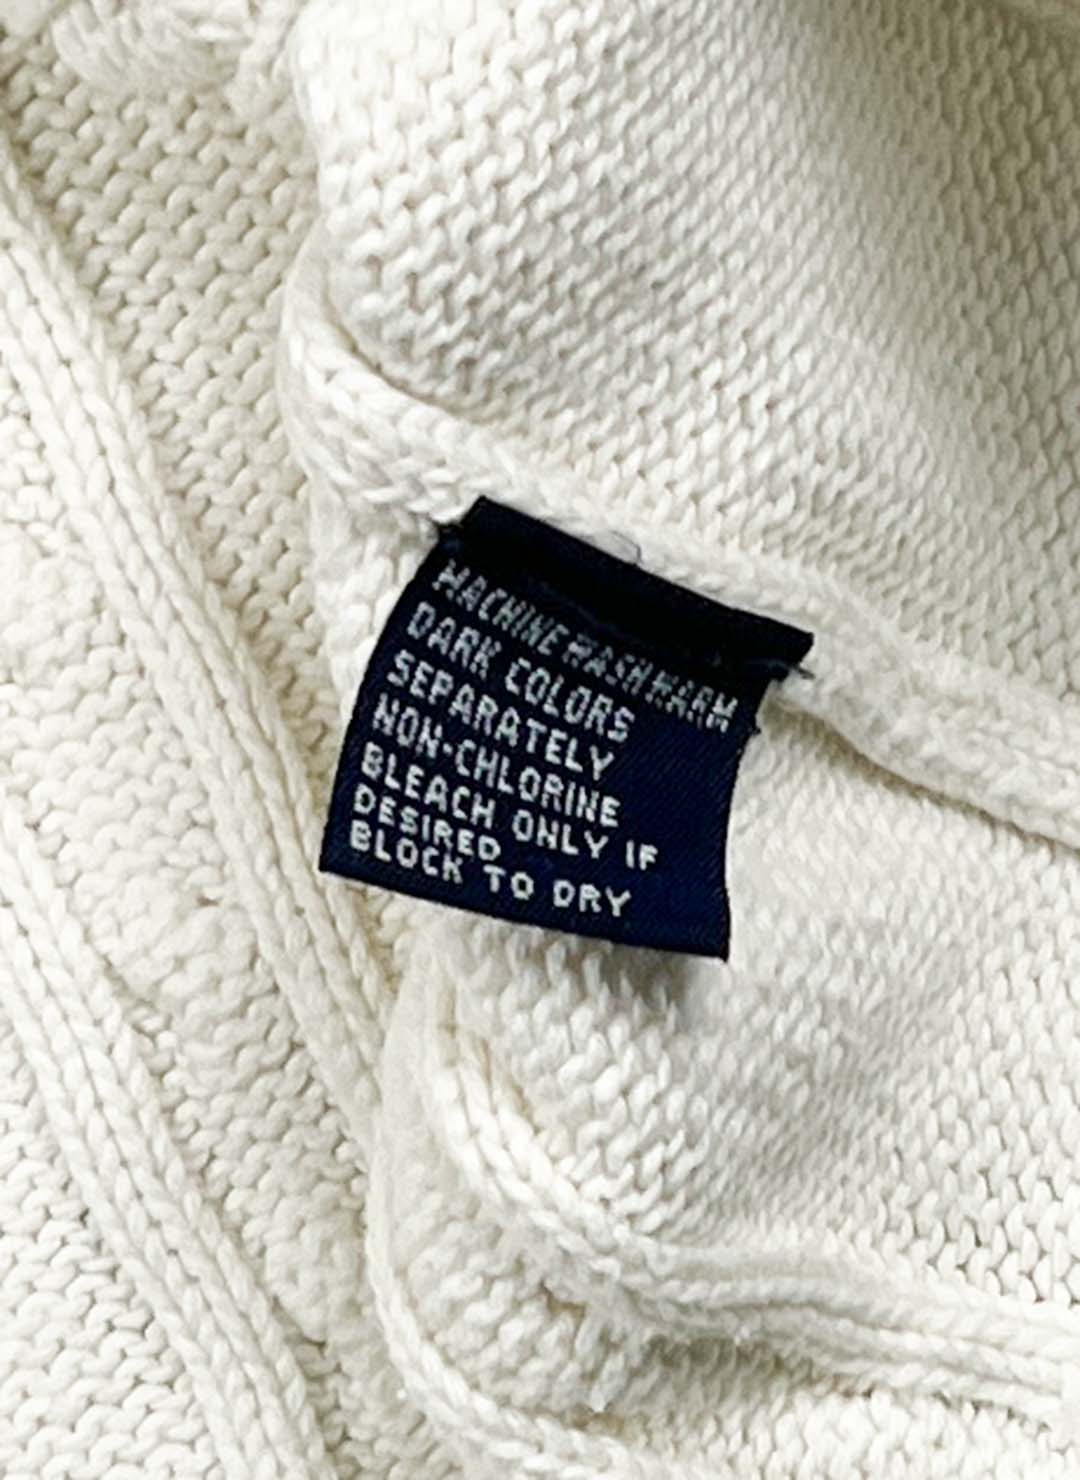 MACHINE WASH WARM
DARK COLORS
SEPARATELY
NON-CHLORINE
BLEACH ONLY IF
DESIRED
BLOCK TO DRY